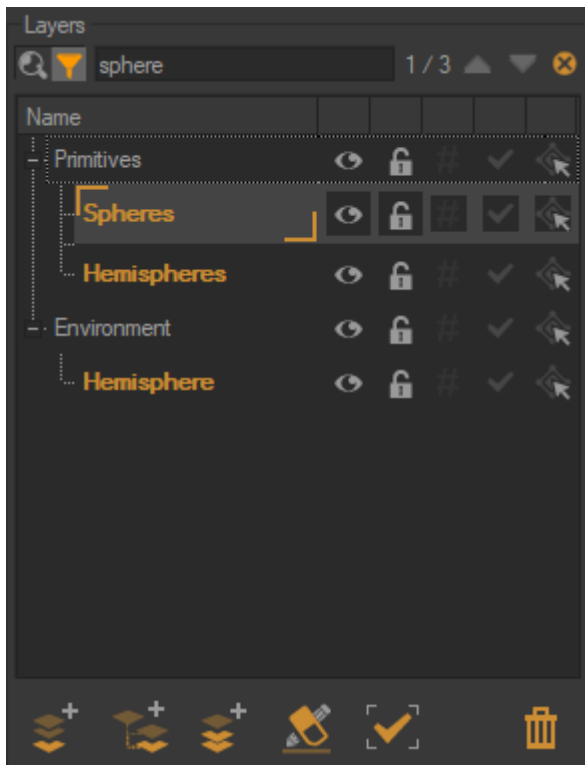 Layers
sphere 1 / 3
Name
Primitives
Spheres
Hemispheres
Environment
Hemisphere